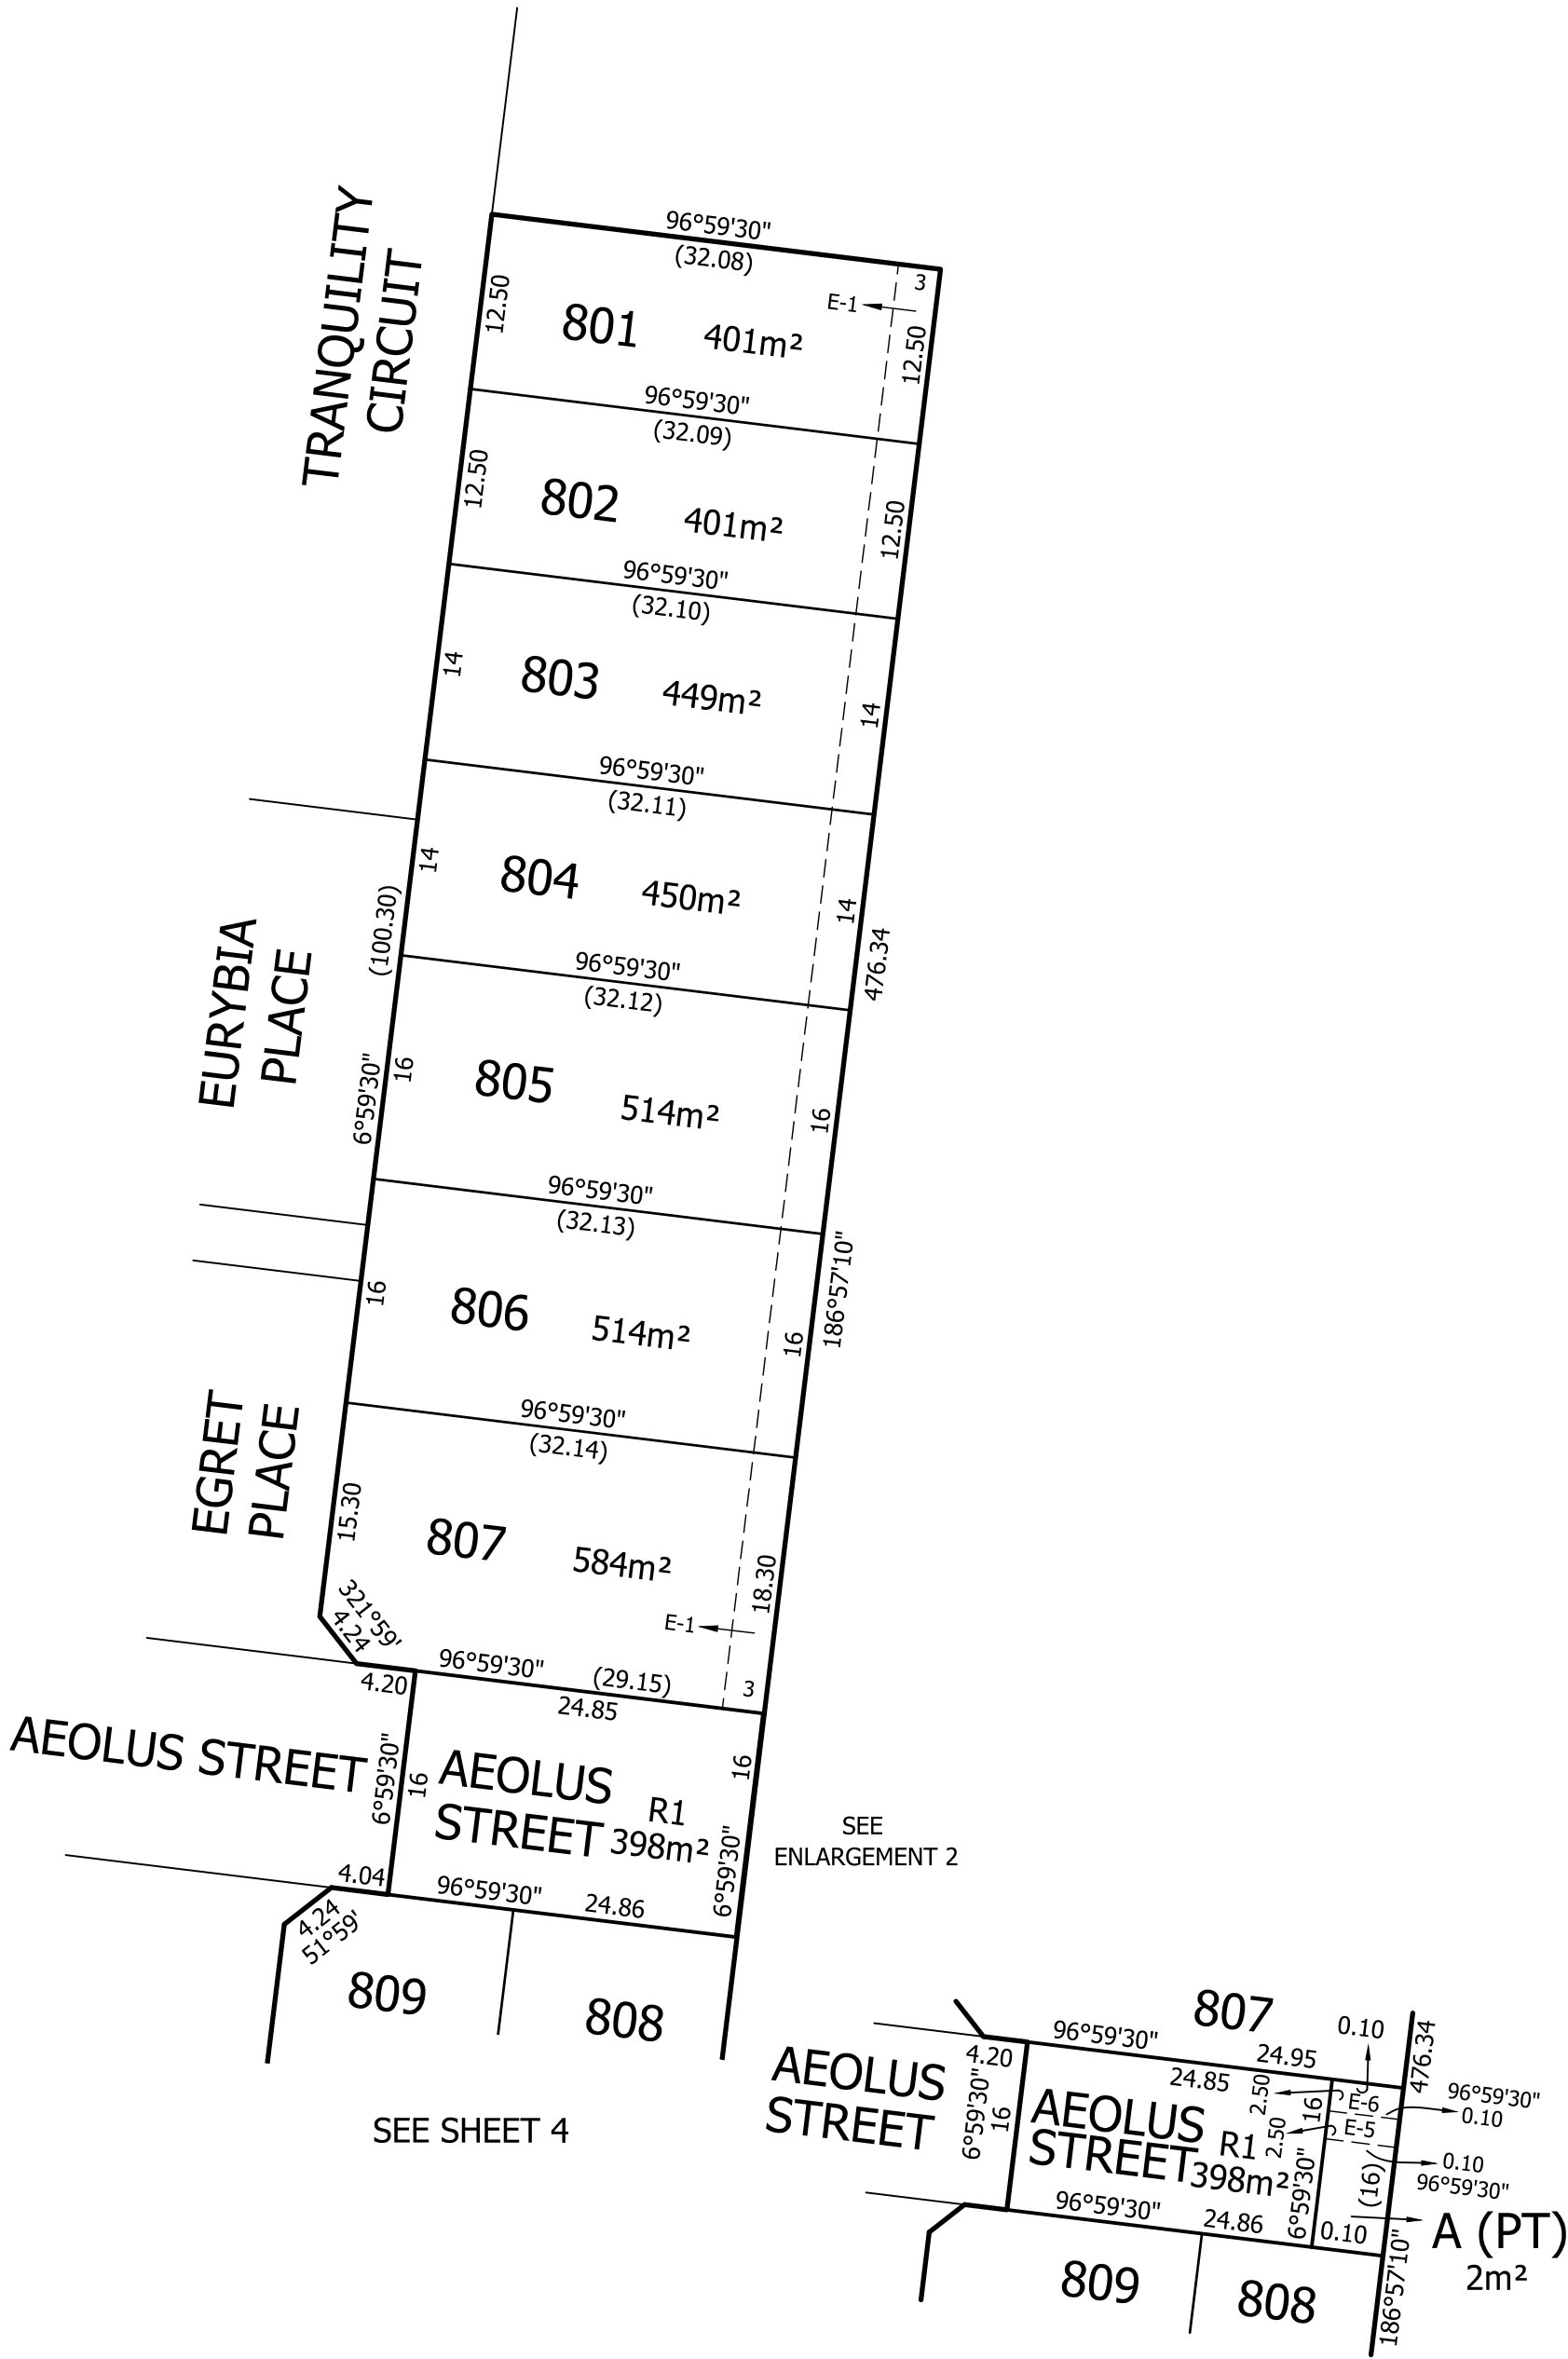 TRANQUILITY
CIRCUIT
96°59'30"
(32.08)
3
E-1
12.50
801
401m²
12.50
96°59'30"
(32.09)
12.50
802
401m²
12.50
96°59'30"
(32.10)
14
803
449m²
14
96°59'30"
(32.11)
14
804
450m²
14
(100.30)
476.34
EURYBIA
PLACE
96°59'30"
(32.12)
6°59'30"
16
805
514m²
16
96°59'30"
(32.13)
16
806
514m²
16
186°57'10"
EGRET
PLACE
96°59'30"
(32.14)
15.30
807
584m²
18.30
321°59'
4.24
E-1
96°59'30"
(29.15)
3
4.20
24.85
AEOLUS STREET
6°59'30"
16
AEOLUS
STREET
R1
398m²
16
6°59'30"
SEE
ENLARGEMENT 2
4.04
96°59'30"
24.86
4.24
51°59'
809
808
SEE SHEET 4
807
0.10
476.34
96°59'30"
24.95
4.20
24.85
2.50
96°59'30"
0.10
AEOLUS
STREET
6°59'30"
16
AEOLUS
STREET
R1
398m²
2.50
16
E-6
E-5
6°59'30"
(16)
0.10
96°59'30"
96°59'30"
24.86
0.10
A (PT)
2m²
186°57'10"
809
808